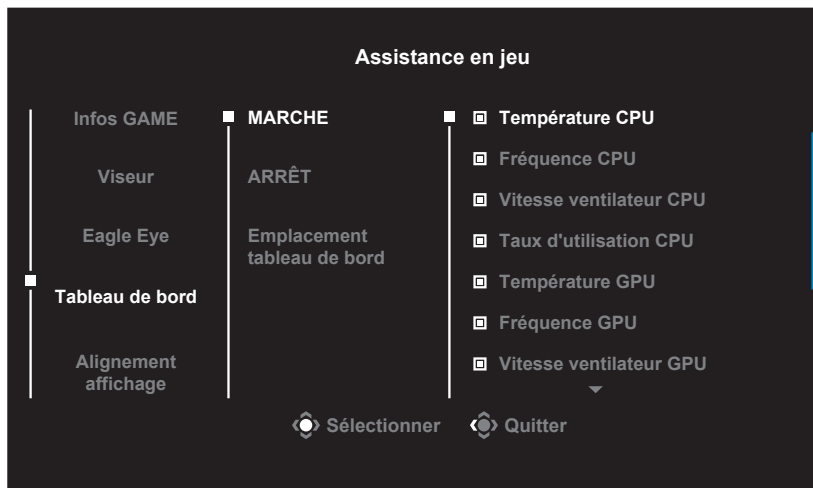 Assistance en jeu
Infos GAME
Viseur
Eagle Eye
Tableau de bord
Alignement
affichage
MARCHE
ARRÊT
Emplacement
tableau de bord
Température CPU
Fréquence CPU
Vitesse ventilateur CPU
Taux d'utilisation CPU
Température GPU
Fréquence GPU
Vitesse ventilateur GPU
Sélectionner
Quitter